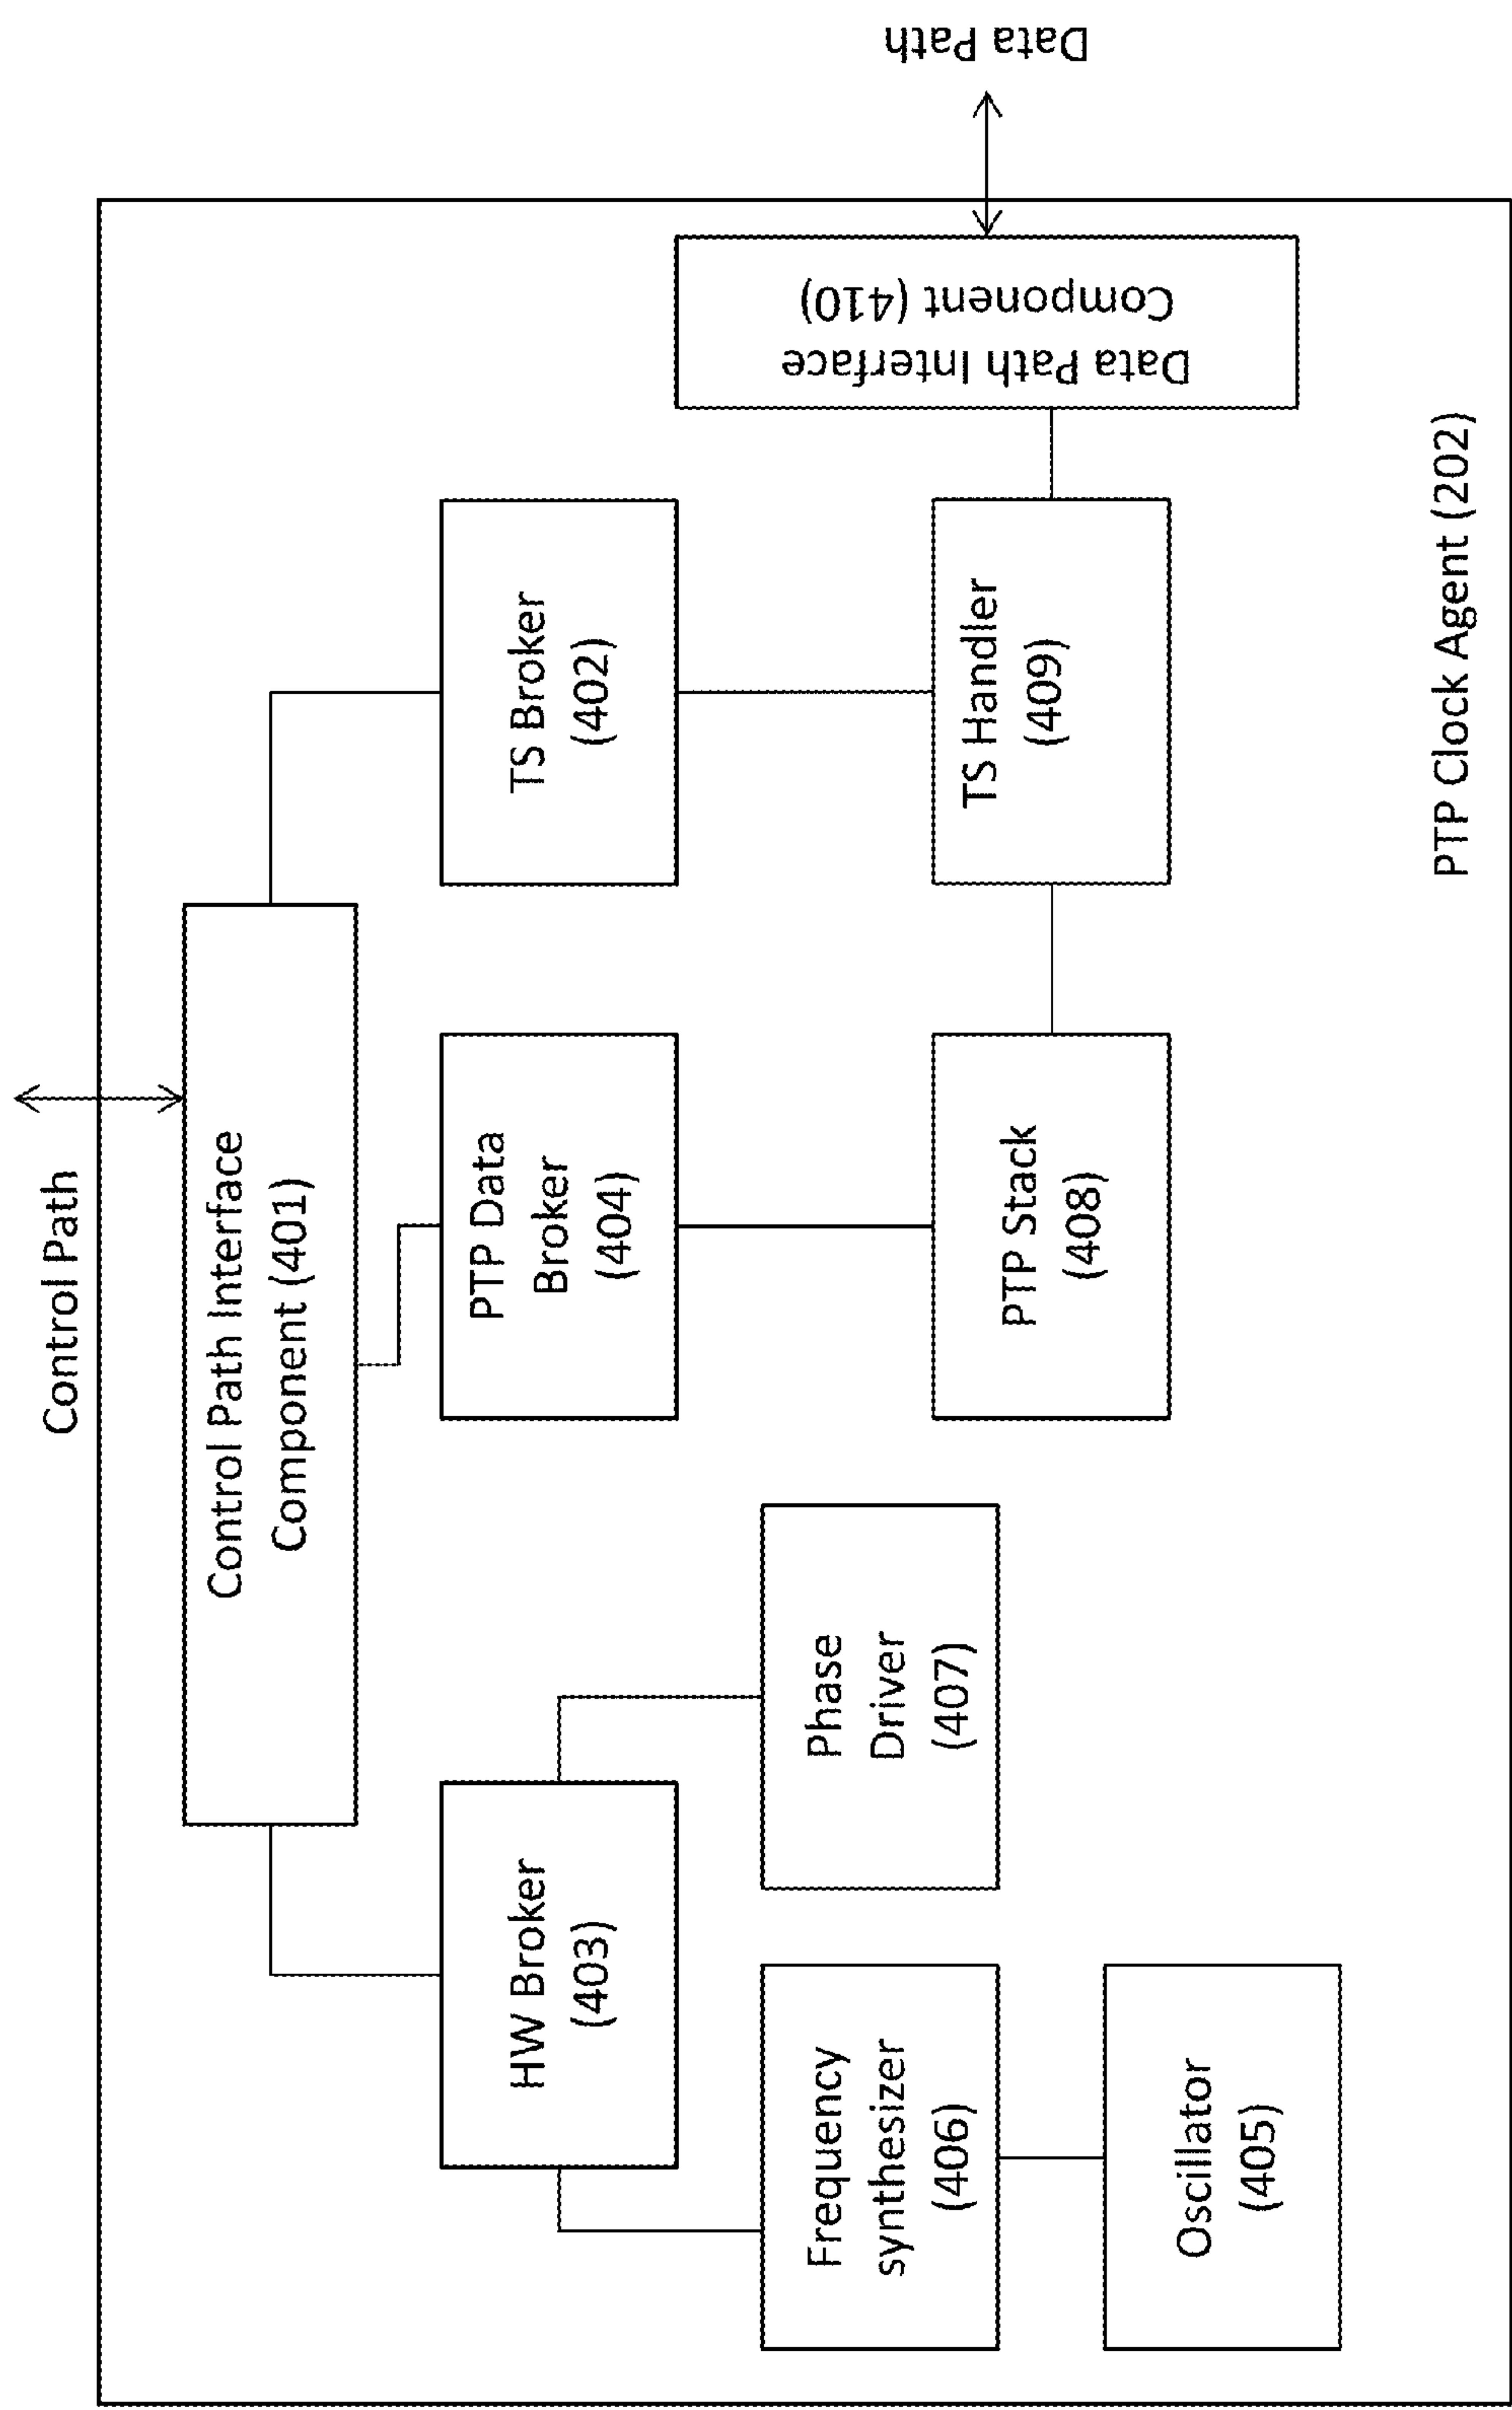 Control Path
Control Path Interface
Component (401)
HW Broker
(403)
PTP Data
Broker
(404)
TS Broker
(402)
Frequency
synthesizer
(406)
Phase
Driver
(407)
Oscillator
(405)
PTP Stack
(408)
TS Handler
(409)
Data Path Interface
Component (410)
Data Path
PTP Clock Agent (202)